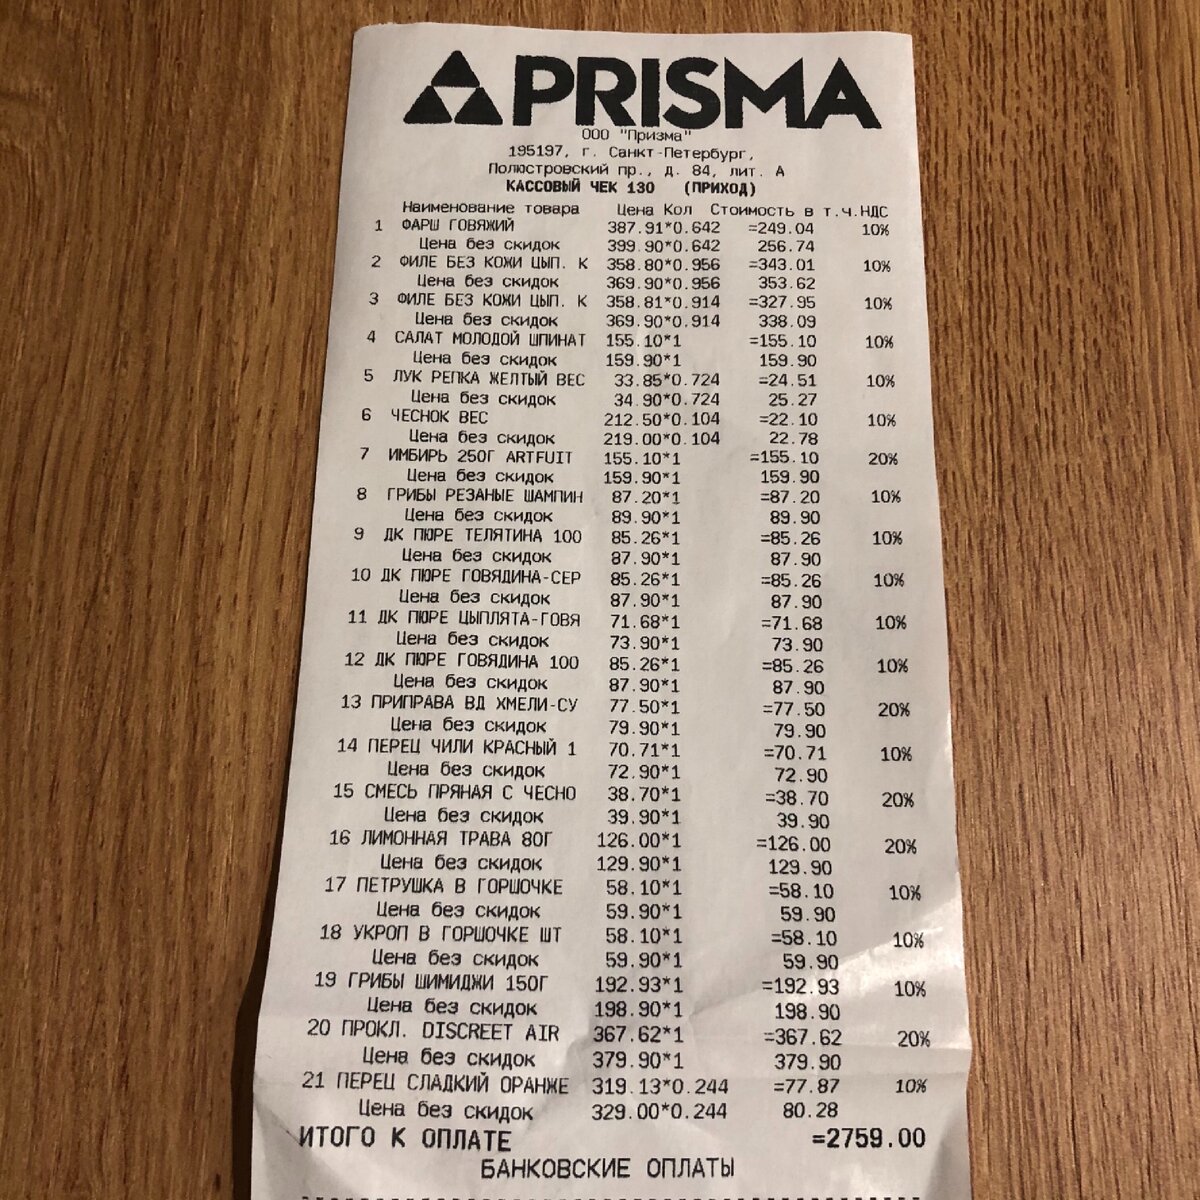 PRISMA
ООО "Призма"
195197, г. Санкт-Петербург,
Полюстровский пр., д. 84, лит. А
КАССОВЫЙ ЧЕК 130 (ПРИХОД)
Наименование товара Цена Кол Стоимость в т.ч.НДС
1 ФАРШ ГОВЯЖИЙ 387.91*0.642 =249.04 10%
Цена без скидок 399.90*0.642 256.74
2 ФИЛЕ БЕЗ КОЖИ ЦЫП. К 358.80*0.956 =343.01 10%
Цена без скидок 369.90*0.956 353.62
3 ФИЛЕ БЕЗ КОЖИ ЦЫП. К 358.81*0.914 =327.95 10%
Цена без скидок 369.90*0.914 338.09
4 САЛАТ МОЛОДОЙ ШПИНАТ 155.10*1 =155.10 10%
Цена без скидок 159.90*1 159.90
5 ЛУК РЕПКА ЖЕЛТЫЙ ВЕС 33.85*0.724 =24.51 10%
Цена без скидок 34.90*0.724 25.27
6 ЧЕСНОК ВЕС 212.50*0.104 =22.10 10%
Цена без скидок 219.00*0.104 22.78
7 ИМБИРЬ 250Г ARTFUIT 155.10*1 =155.10 20%
Цена без скидок 159.90*1 159.90
8 ГРИБЫ РЕЗАНЫЕ ШАМПИН 87.20*1 =87.20 10%
Цена без скидок 89.90*1 89.90
9 ДК ПЮРЕ ТЕЛЯТИНА 100 85.26*1 =85.26 10%
Цена без скидок 87.90*1 87.90
10 ДК ПЮРЕ ГОВЯДИНА-СЕР 85.26*1 =85.26 10%
Цена без скидок 87.90*1 87.90
11 ДК ПЮРЕ ЦЫПЛЯТА-ГОВЯ 71.68*1 =71.68 10%
Цена без скидок 73.90*1 73.90
12 ДК ПЮРЕ ГОВЯДИНА 100 85.26*1 =85.26 10%
Цена без скидок 87.90*1 87.90
13 ПРИПРАВА ВД ХМЕЛИ-СУ 77.50*1 =77.50 20%
Цена без скидок 79.90*1 79.90
14 ПЕРЕЦ ЧИЛИ КРАСНЫЙ 1 70.71*1 =70.71 10%
Цена без скидок 72.90*1 72.90
15 СМЕСЬ ПРЯНАЯ С ЧЕСНО 38.70*1 =38.70 20%
Цена без скидок 39.90*1 39.90
16 ЛИМОННАЯ ТРАВА 80Г 126.00*1 =126.00 20%
Цена без скидок 129.90*1 129.90
17 ПЕТРУШКА В ГОРШОЧКЕ 58.10*1 =58.10 10%
Цена без скидок 59.90*1 59.90
18 УКРОП В ГОРШОЧКЕ ШТ 58.10*1 =58.10 10%
Цена без скидок 59.90*1 59.90
19 ГРИБЫ ШИМИДЖИ 150Г 192.93*1 =192.93 10%
Цена без скидок 198.90*1 198.90
20 ПРОКЛ. DISCREET AIR 367.62*1 =367.62 20%
Цена без скидок 379.90*1 379.90
21 ПЕРЕЦ СЛАДКИЙ ОРАНЖЕ 319.13*0.244 =77.87 10%
Цена без скидок 329.00*0.244 80.28
ИТОГО К ОПЛАТЕ =2759.00
БАНКОВСКИЕ ОПЛАТЫ